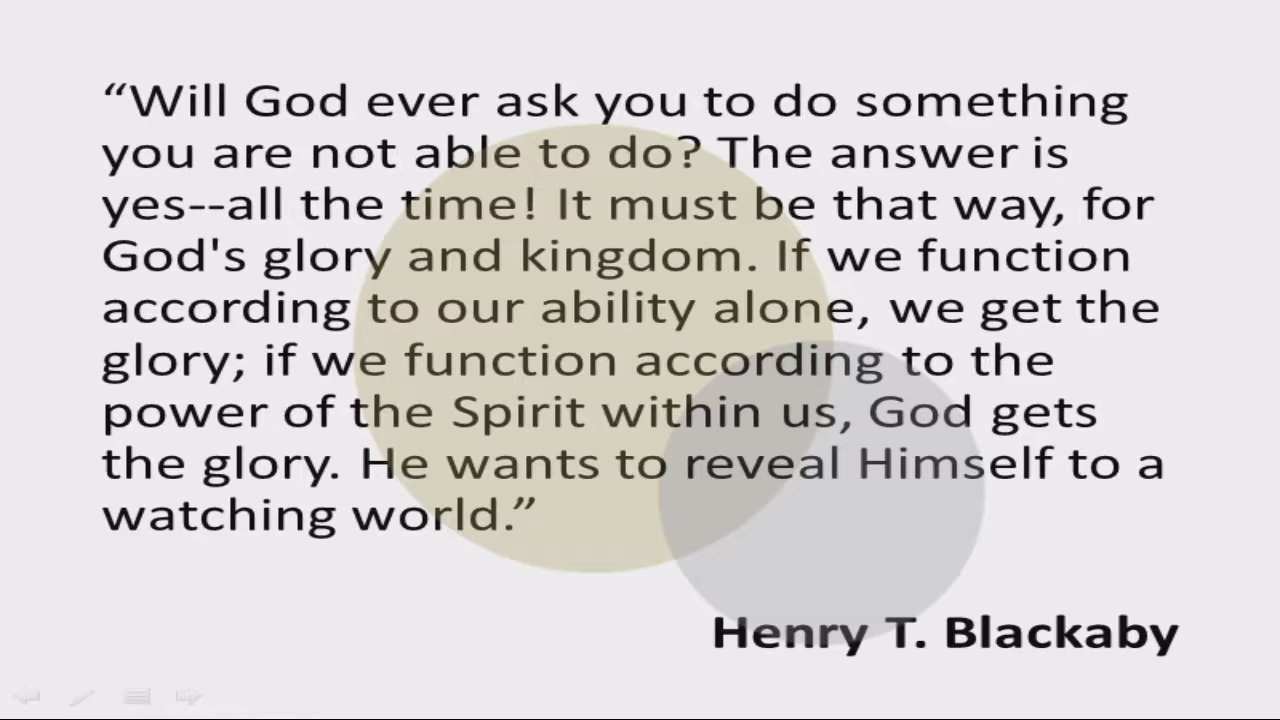 “Will God ever ask you to do something
you are not able to do? The answer is
yes--all the time! It must be that way, for
God's glory and kingdom. If we function
according to our ability alone, we get the
glory; if we function according to the
power of the Spirit within us, God gets
the glory. He wants to reveal Himself to a
watching world.”
Henry T. Blackaby